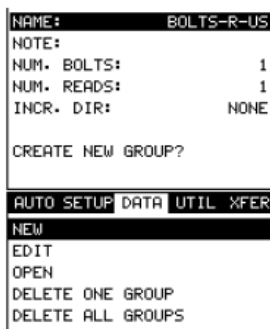 NAME: BOLTS-R-US
NOTE:
NUM. BOLTS: 1
NUM. READS: 1
INCR. DIR: NONE
CREATE NEW GROUP?
AUTO SETUP DATA UTIL XFER
NEW
EDIT
OPEN
DELETE ONE GROUP
DELETE ALL GROUPS